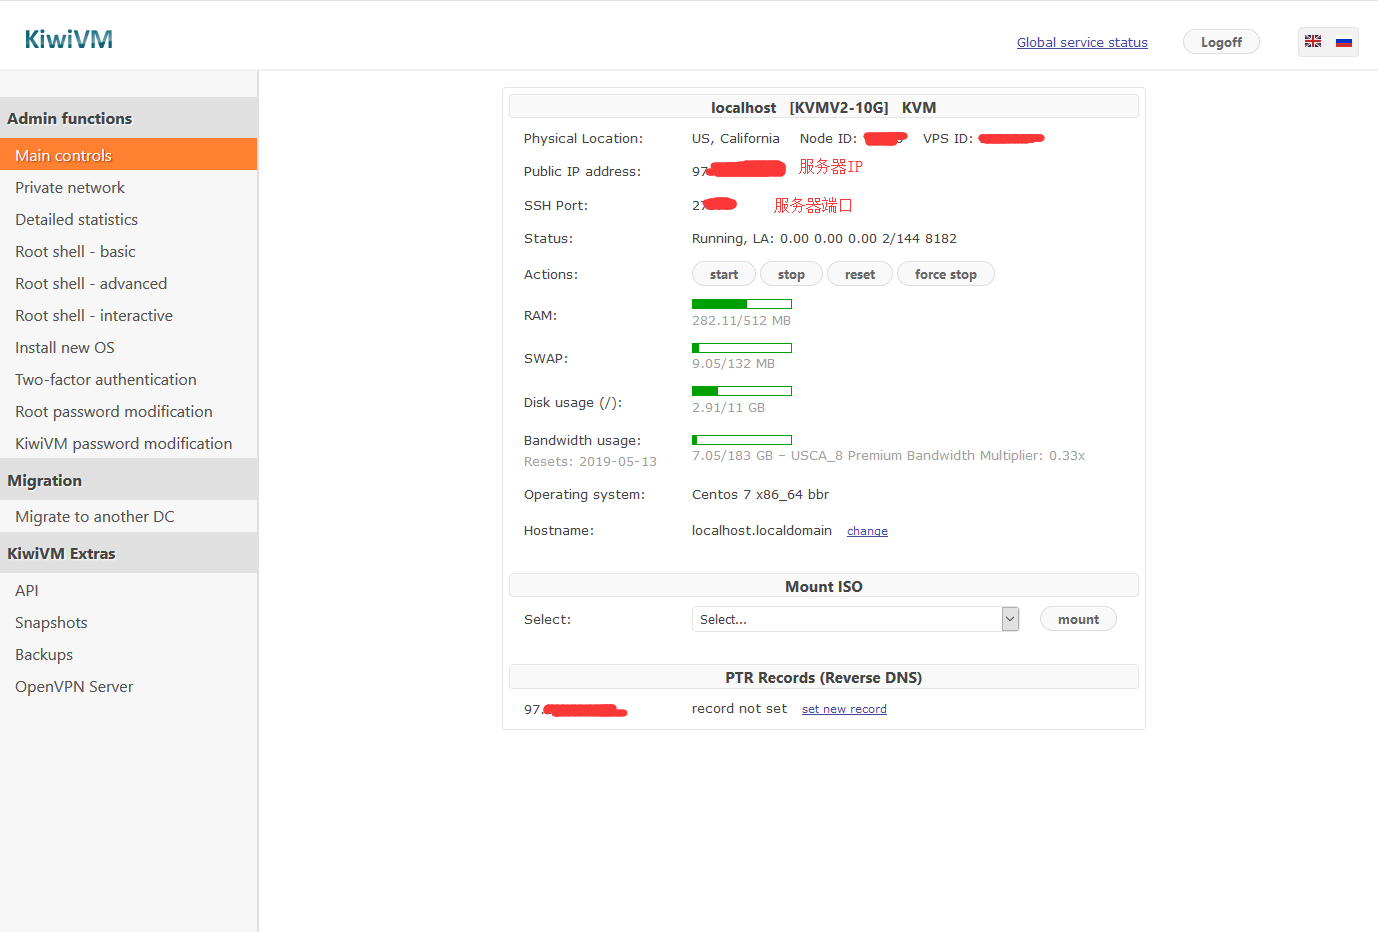 KiwiVM
Global service status
Logoff
Admin functions
Main controls
Private network
Detailed statistics
Root shell - basic
Root shell - advanced
Root shell - interactive
Install new OS
Two-factor authentication
Root password modification
KiwiVM password modification
Migration
Migrate to another DC
KiwiVM Extras
API
Snapshots
Backups
OpenVPN Server
localhost [KVMV2-10G] KVM
Physical Location: US, California Node ID: VPS ID:
Public IP address: 97 服务器IP
SSH Port: 2 服务器端口
Status: Running, LA: 0.00 0.00 0.00 2/144 8182
Actions: start stop reset force stop
RAM:
282.11/512 MB
SWAP:
9.05/132 MB
Disk usage (/):
2.91/11 GB
Bandwidth usage:
Resets: 2019-05-13
7.05/183 GB – USCA_8 Premium Bandwidth Multiplier: 0.33x
Operating system: Centos 7 x86_64 bbr
Hostname: localhost.localdomain change
Mount ISO
Select: Select... mount
PTR Records (Reverse DNS)
97. record not set set new record